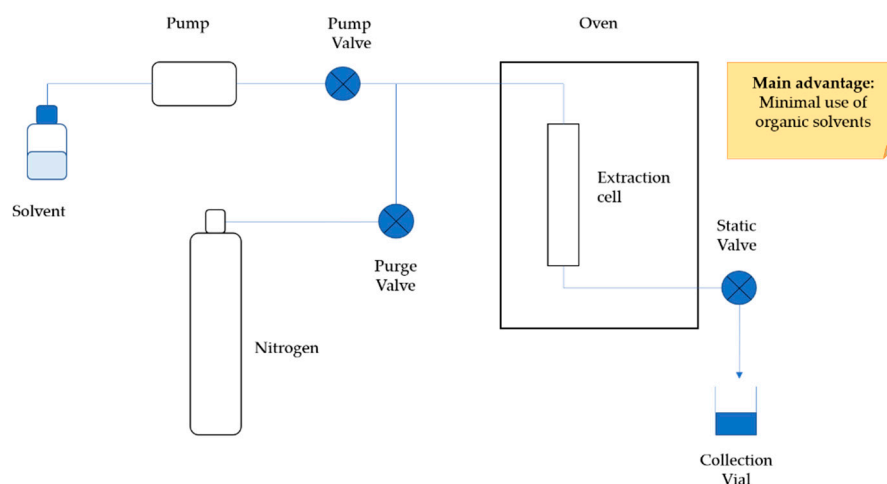 Pump
Pump
Valve
Oven
Main advantage:
Minimal use of
organic solvents
Solvent
Extraction
cell
Static
Valve
Purge
Valve
Nitrogen
Collection
Vial